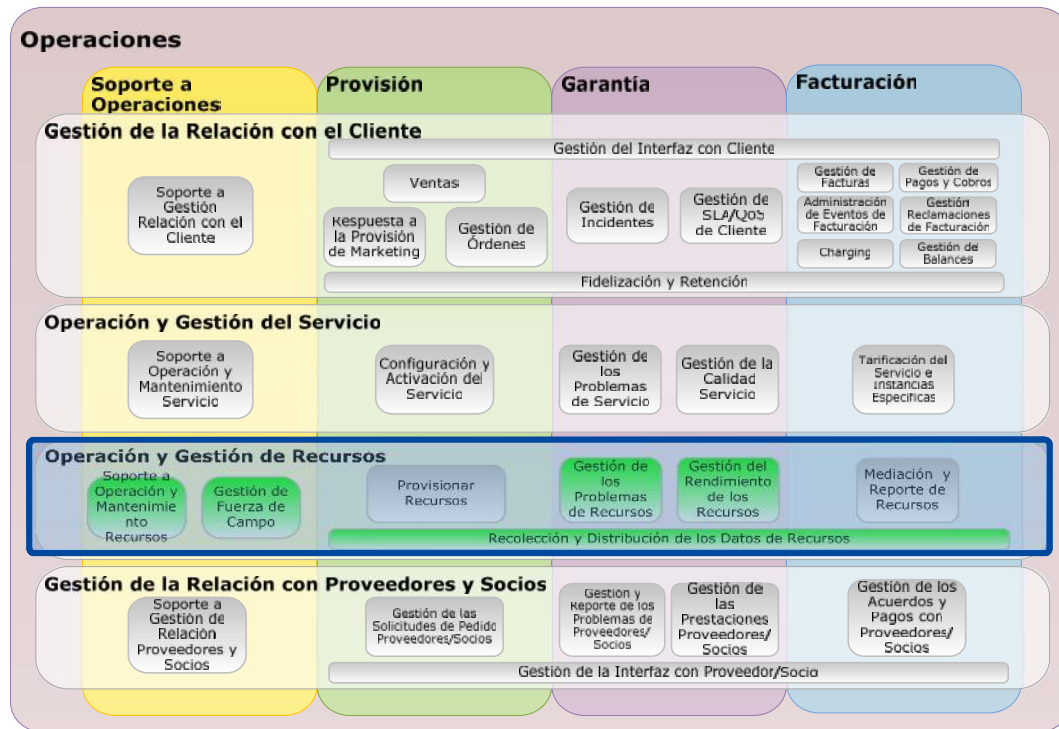 Operaciones
Soporte a
Operaciones
Provisión
Garantía
Facturación
Gestión de la Relación con el Cliente
Gestión del Interfaz con Cliente
Soporte a
Gestión
Relación con el
Cliente
Ventas
Respuesta a
la Provisión
de Marketing
Gestión de
Órdenes
Gestión de
Incidentes
Gestión de
SLA/QoS
de Cliente
Gestión de
Facturas
Gestión de
Pagos y Cobros
Administración
de Eventos de
Facturación
Gestión
Reclamaciones
de Facturación
Charging
Gestión de
Balances
Fidelización y Retención
Operación y Gestión del Servicio
Soporte a
Operación y
Mantenimiento
Servicio
Configuración y
Activación del
Servicio
Gestión de
los
Problemas
de Servicio
Gestión de la
Calidad
Servicio
Tarificación del
Servicio e
Instancias
Especificas
Operación y Gestión de Recursos
Soporte a
Operación y
Mantenimie
nto
Recursos
Gestión de
Fuerza de
Campo
Provisionar
Recursos
Gestión de
los
Problemas
de Recursos
Gestión del
Rendimiento
de los
Recursos
Mediación y
Reporte de
Recursos
Recolección y Distribución de los Datos de Recursos
Gestión de la Relación con Proveedores y Socios
Soporte a
Gestión de
Relación
Proveedores y
Socios
Gestión de las
Solicitudes de Pedido
Proveedores/Socios
Gestión y
Reporte de los
Problemas de
Proveedores/
Socios
Gestión de
las
Prestaciones
Proveedores/
Socios
Gestión de los
Acuerdos y
Pagos con
Proveedores/
Socios
Gestión de la Interfaz con Proveedor/Socio